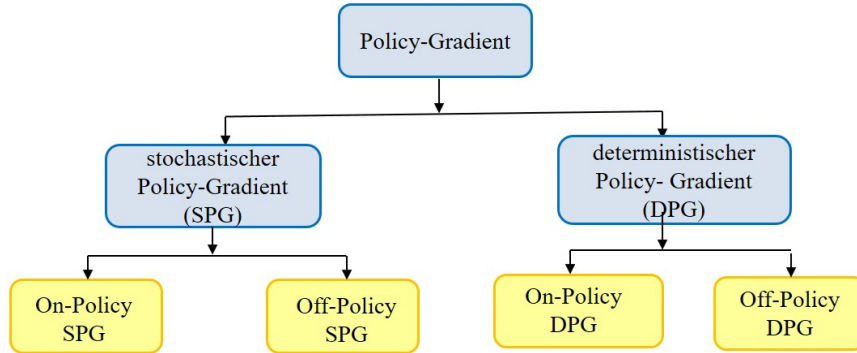 Policy-Gradient
stochastischer
Policy-Gradient
(SPG)
deterministischer
Policy- Gradient
(DPG)
On-Policy
SPG
Off-Policy
SPG
On-Policy
DPG
Off-Policy
DPG